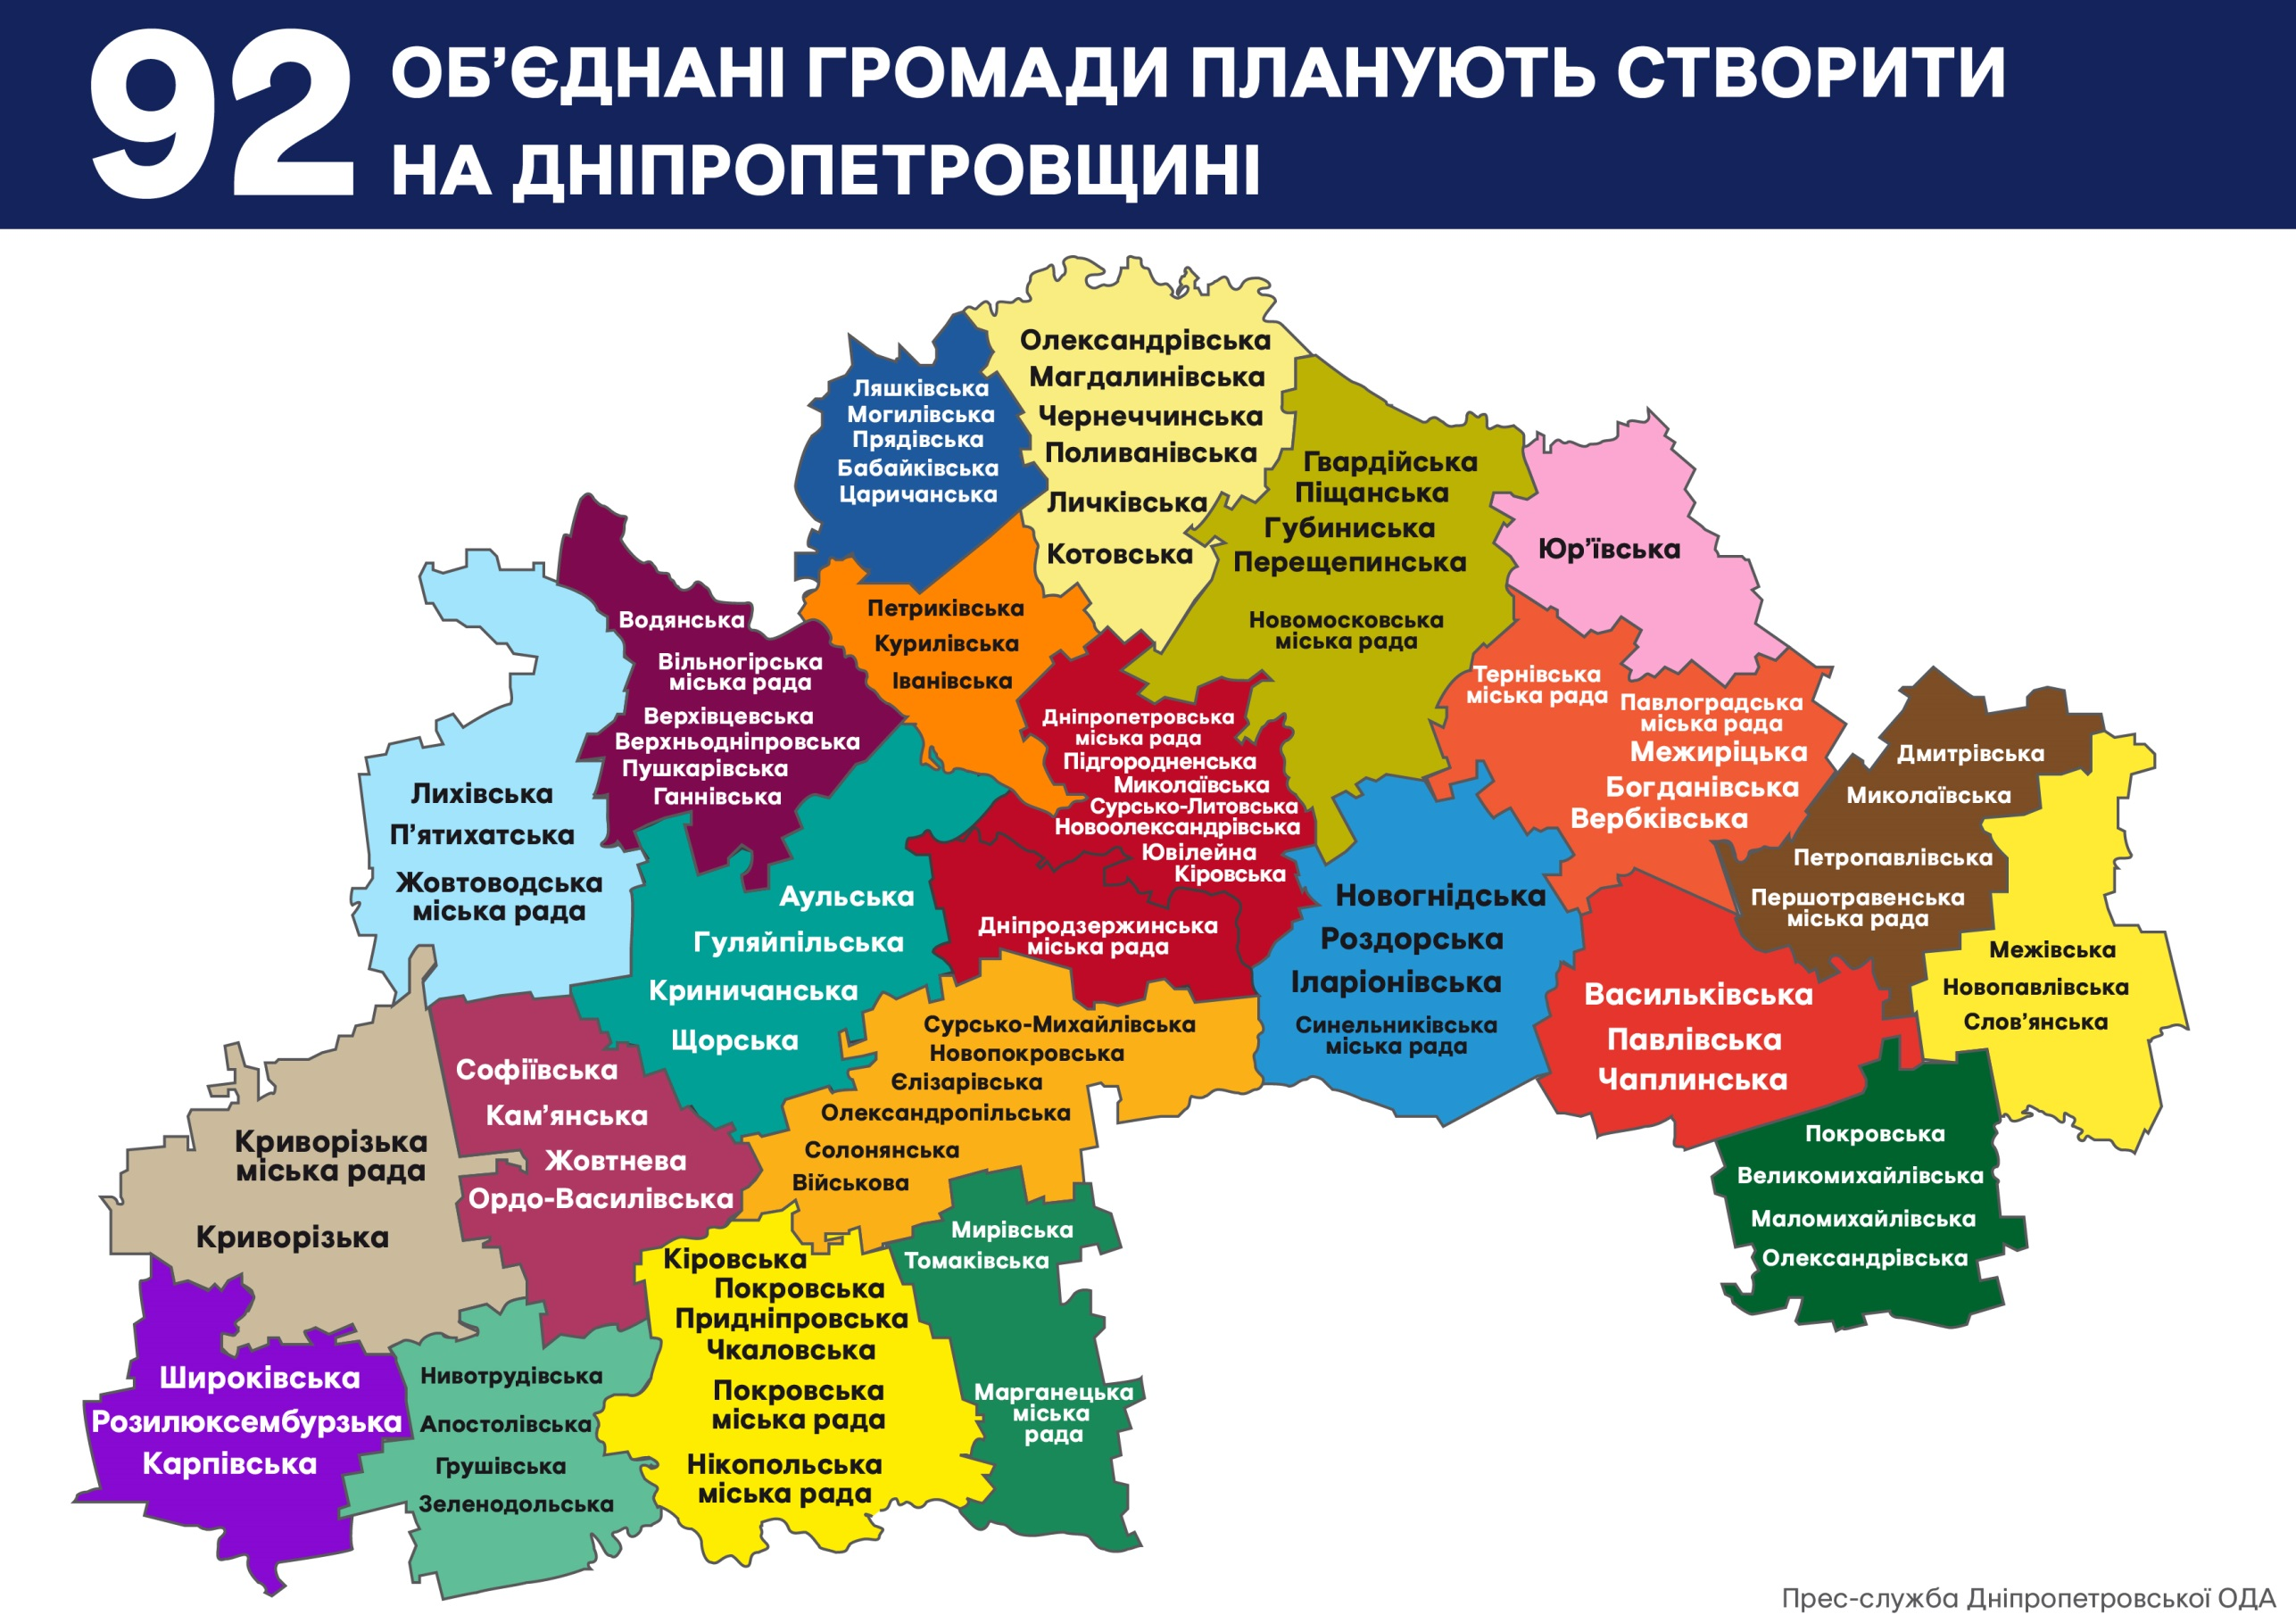 92 ОБ’ЄДНАНІ ГРОМАДИ ПЛАНУЮТЬ СТВОРИТИ
НА ДНІПРОПЕТРОВЩИНІ
Олександрівська
Магдалинівська
Чернеччинська
Поливанівська
Личківська
Котовська
Ляшківська
Могилівська
Прядівська
Бабайківська
Царичанська
Гвардійська
Піщанська
Губиниська
Перещепинська
Новомосковська
міська рада
Юр’ївська
Петриківська
Курилівська
Іванівська
Водянська
Вільногірська
міська рада
Верхівцевська
Верхньодніпровська
Пушкарівська
Ганнівська
Лихівська
П’ятихатська
Жовтоводська
міська рада
Дніпропетровська
міська рада
Підгородненська
Миколаївська
Сурсько-Литовська
Новоолександрівська
Ювілейна
Кіровська
Дніпродзержинська
міська рада
Тернівська
міська рада
Павлоградська
міська рада
Межиріцька
Богданівська
Вербківська
Дмитрівська
Миколаївська
Петропавлівська
Першотравенська
міська рада
Межівська
Новопавлівська
Слов’янська
Аульська
Гуляйпільська
Криничанська
Щорська
Новогнідська
Роздорська
Іларіонівська
Синельниківська
міська рада
Васильківська
Павлівська
Чаплинська
Сурсько-Михайлівська
Новопокровська
Єлізарівська
Олександропільська
Солонянська
Військова
Софіївська
Кам’янська
Жовтнева
Ордо-Василівська
Криворізька
міська рада
Криворізька
Покровська
Великомихайлівська
Маломихайлівська
Олександрівська
Мирівська
Томаківська
Марганецька
міська
рада
Кіровська
Покровська
Придніпровська
Чкаловська
Покровська
міська рада
Нікопольська
міська рада
Широківська
Розилюксембурзька
Карпівська
Нивотрудівська
Апостолівська
Грушівська
Зеленодольська
Прес-служба Дніпропетровської ОДА